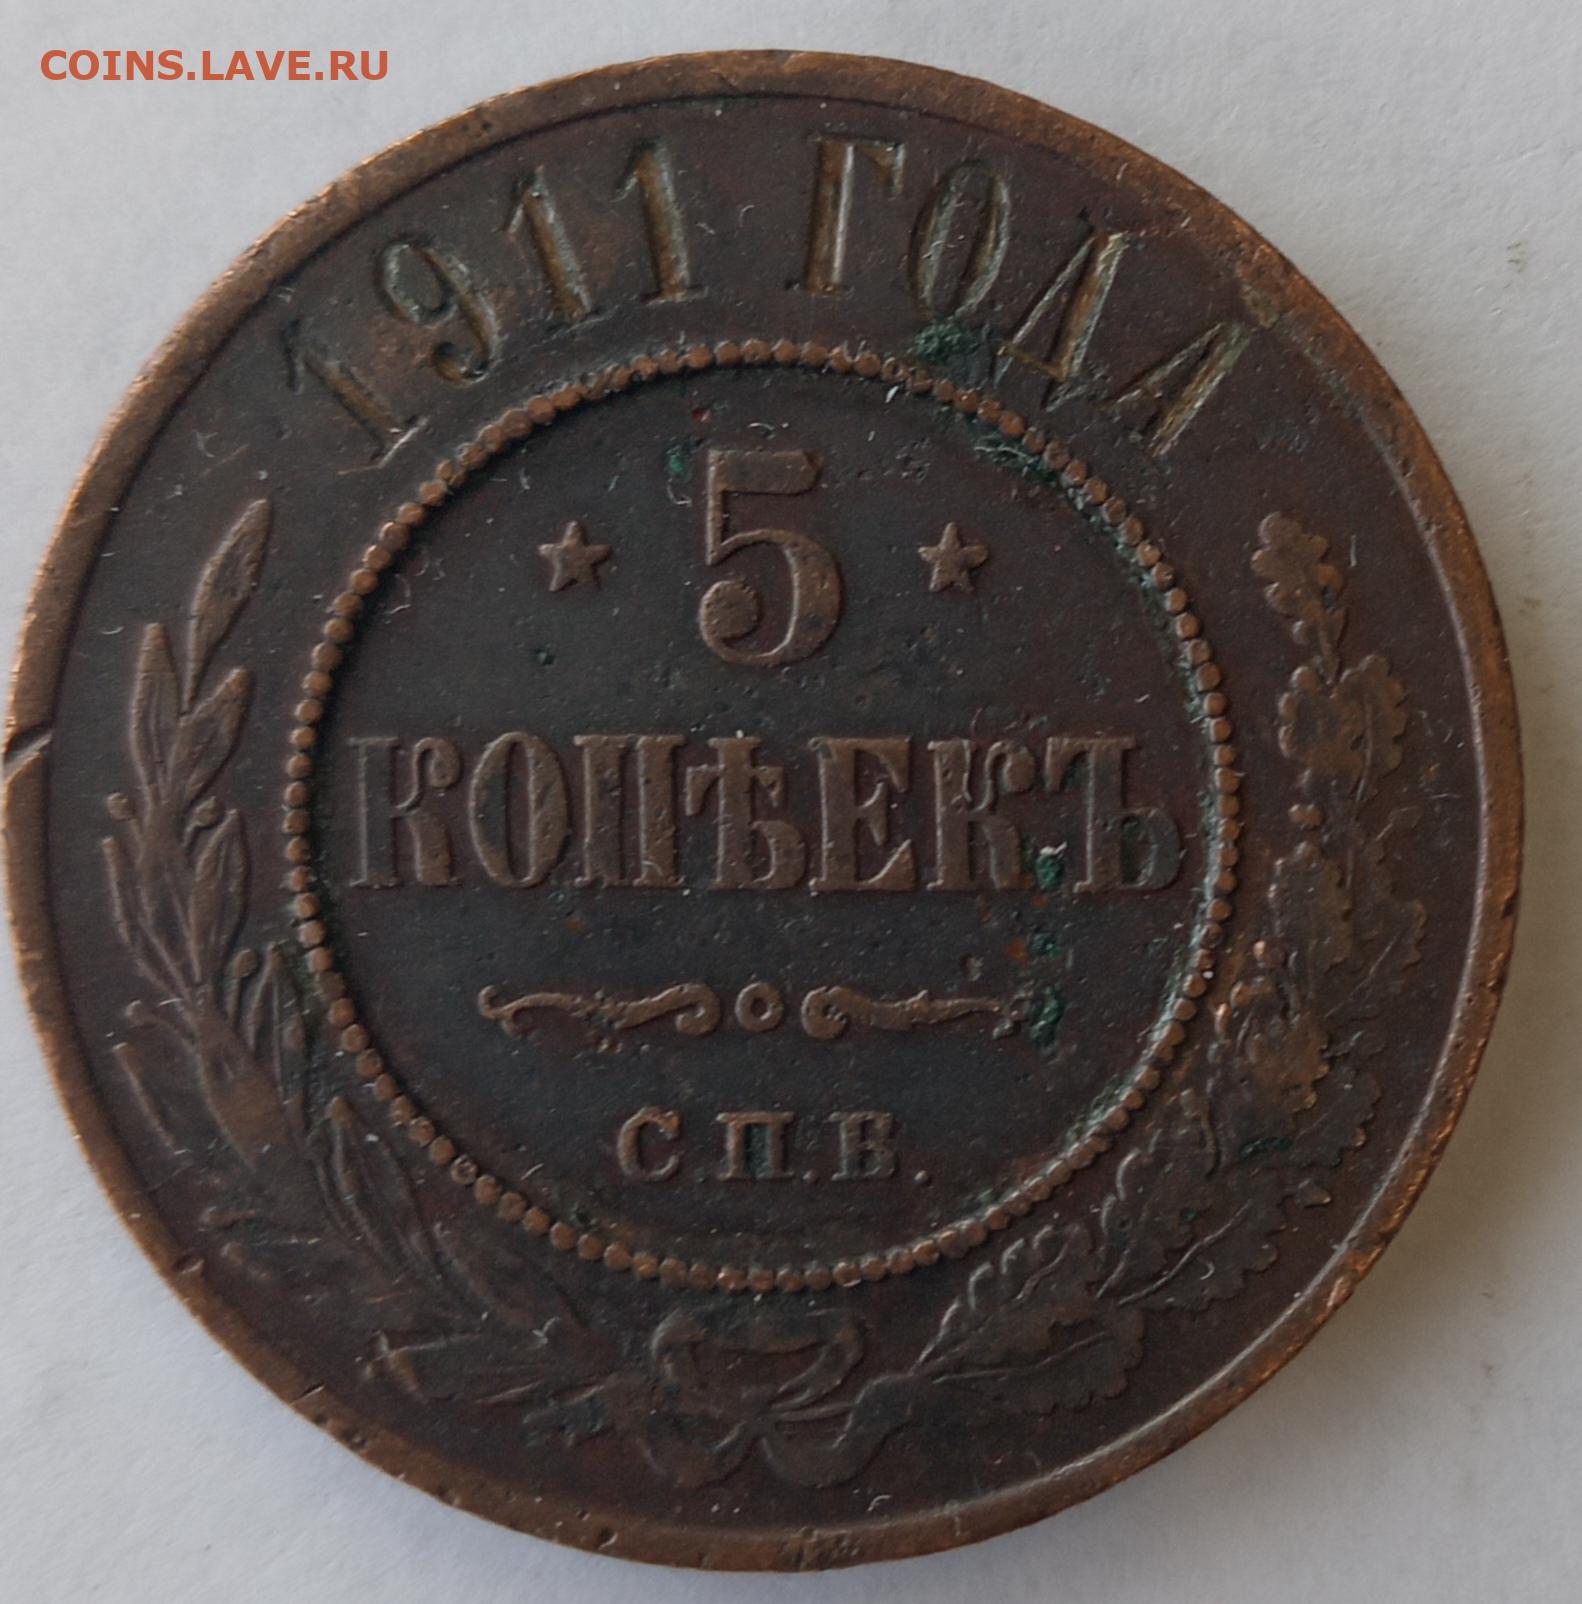 COINS.LAVE.RU
1911 ГОДА
5
КОПѢЕКЪ
С.П.Б.